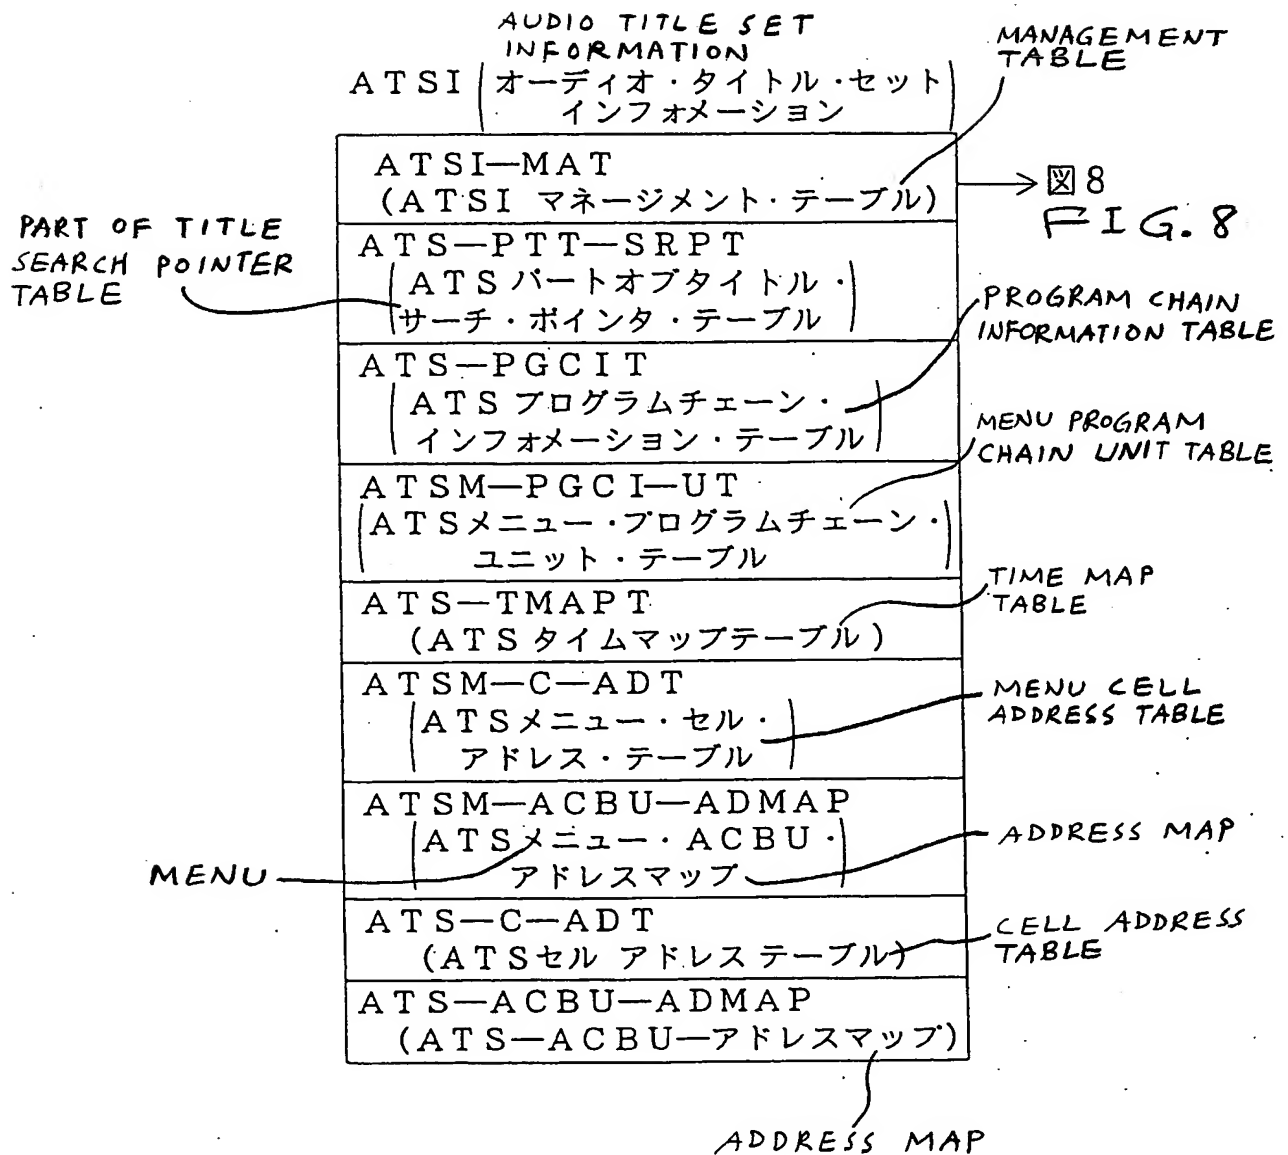 AUDIO TITLE SET
INFORMATION
ATSI(オーディオ・タイトル・セット
インフォメーション)
MANAGEMENT
TABLE
ATSI—MAT
(ATSI マネージメント・テーブル)
図8
FIG.8
PART OF TITLE
SEARCH POINTER
TABLE
ATS—PTT—SRPT
(ATSパートオブタイトル・
サーチ・ポインタ・テーブル)
PROGRAM CHAIN
INFORMATION TABLE
ATS—PGCIT
(ATSプログラムチェーン・
インフォメーション・テーブル)
MENU PROGRAM
CHAIN UNIT TABLE
ATSM—PGCI—UT
(ATSメニュー・プログラムチェーン・
ユニット・テーブル)
TIME MAP
TABLE
ATS—TMAPT
(ATSタイムマップテーブル)
ATSM—C—ADT
(ATSメニュー・セル・
アドレス・テーブル)
MENU CELL
ADDRESS TABLE
ATSM—ACBU—ADMAP
(ATSメニュー・ACBU・
アドレスマップ)
ADDRESS MAP
MENU
ATS—C—ADT
(ATSセル アドレステーブル)
CELL ADDRESS
TABLE
ATS—ACBU—ADMAP
(ATS—ACBU—アドレスマップ)
ADDRESS MAP